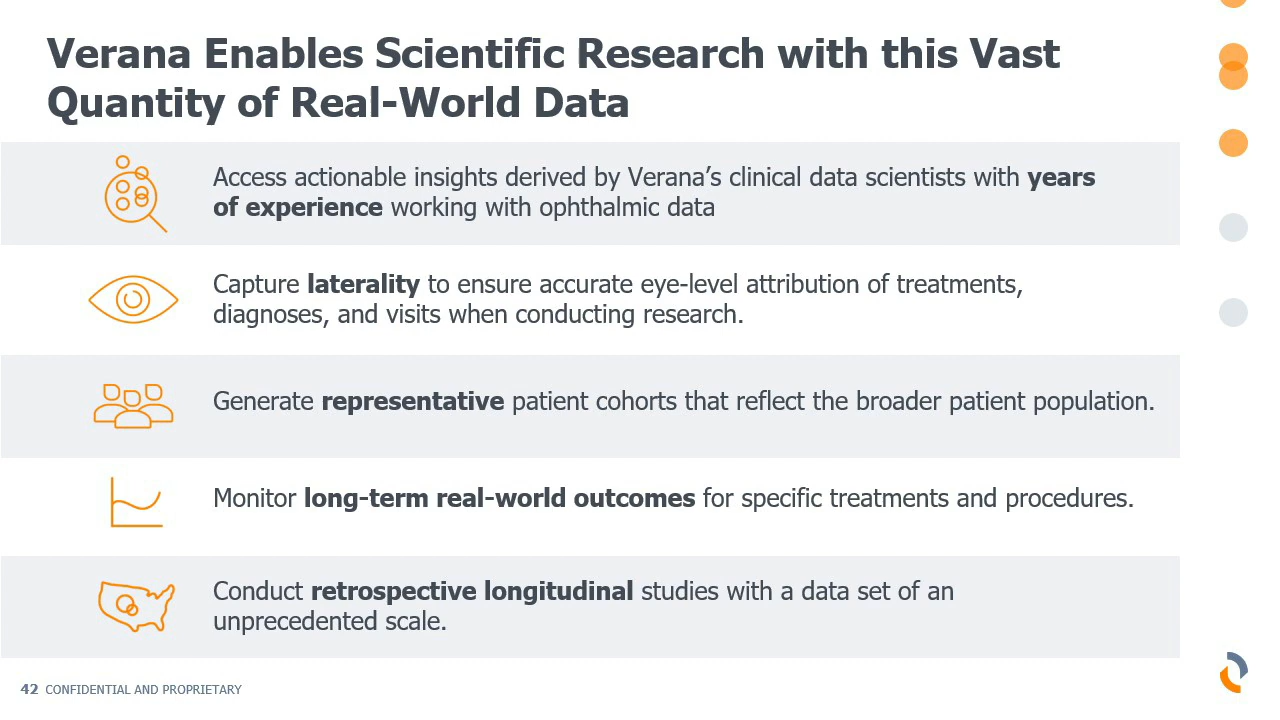 Verana Enables Scientific Research with this Vast
Quantity of Real-World Data
Access actionable insights derived by Verana’s clinical data scientists with years
of experience working with ophthalmic data
Capture laterality to ensure accurate eye-level attribution of treatments,
diagnoses, and visits when conducting research.
Generate representative patient cohorts that reflect the broader patient population.
Monitor long-term real-world outcomes for specific treatments and procedures.
Conduct retrospective longitudinal studies with a data set of an
unprecedented scale.
42 CONFIDENTIAL AND PROPRIETARY